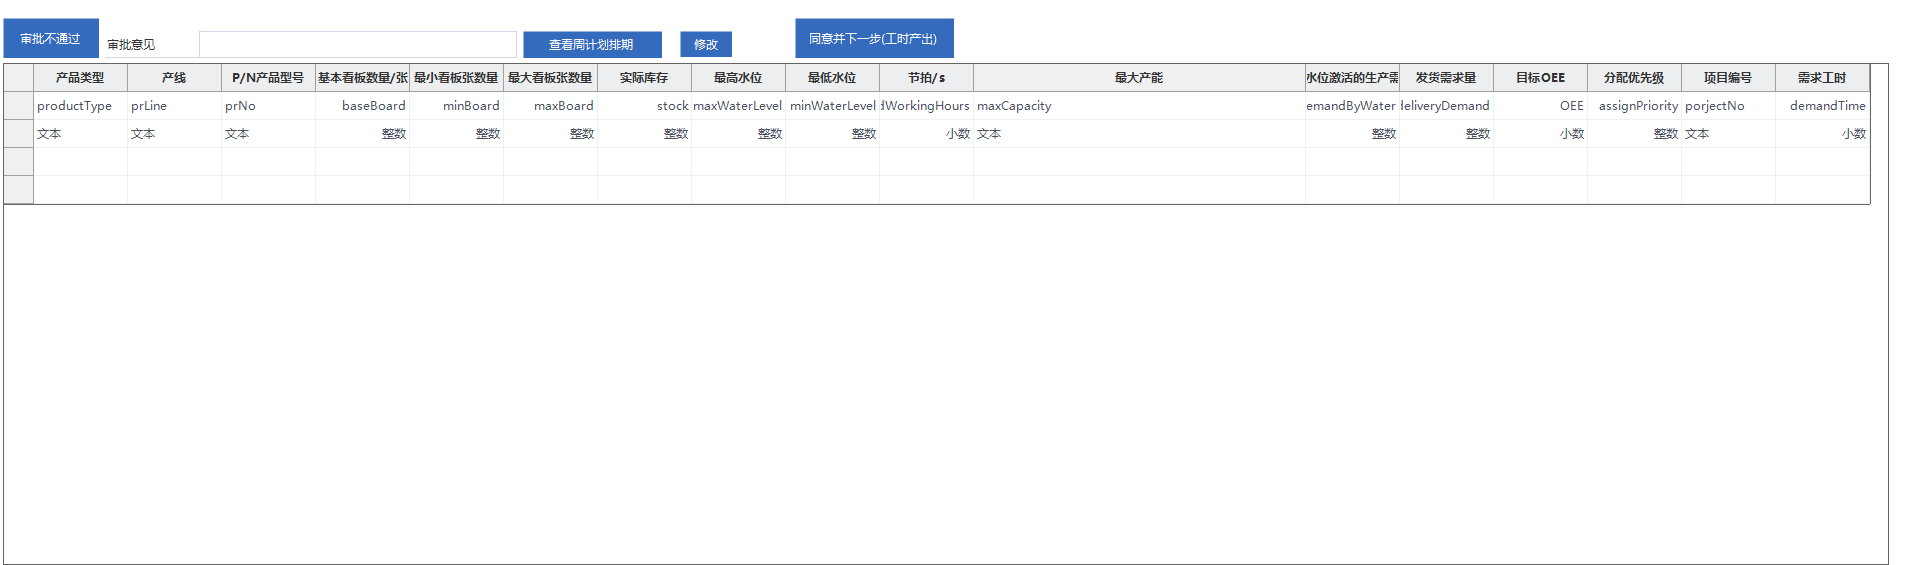 审批不通过 审批意见 查看周计划排期 修改 同意并下一步(工时产出)
产品类型 产线 P/N产品型号 基本看板数量/张 最小看板张数量 最大看板张数量 实际库存 最高水位 最低水位 节拍/s 最大产能 水位激活的生产需 发货需求量 目标OEE 分配优先级 项目编号 需求工时
productType prLine prNo baseBoard minBoard maxBoard stock maxWaterLevel minWaterLevel WorkingHours maxCapacity emandByWater eliveryDemand OEE assignPriority porjectNo demandTime
文本 文本 文本 整数 整数 整数 整数 整数 整数 小数 文本 整数 整数 小数 整数 文本 小数